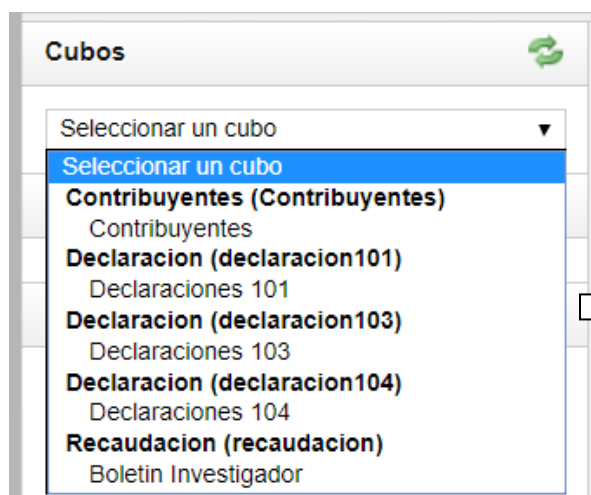 Cubos
Seleccionar un cubo
Seleccionar un cubo
Contribuyentes (Contribuyentes)
Contribuyentes
Declaracion (declaracion101)
Declaraciones 101
Declaracion (declaracion103)
Declaraciones 103
Declaracion (declaracion104)
Declaraciones 104
Recaudacion (recaudacion)
Boletin Investigador